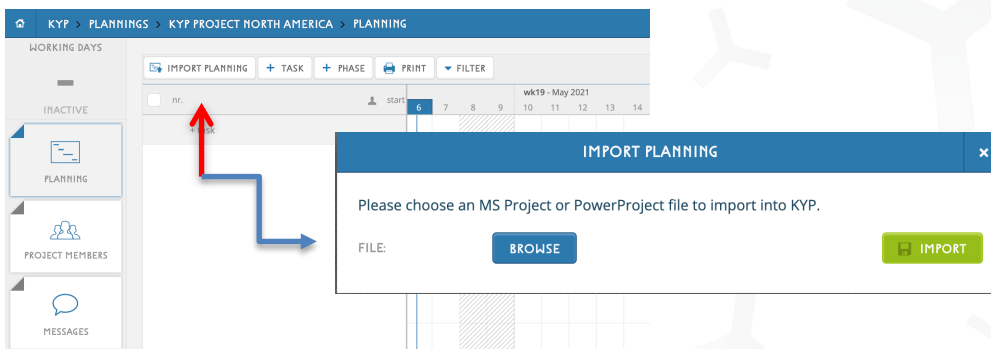 KYP > PLANNINGS > KYP PROJECT NORTH AMERICA > PLANNING
WORKING DAYS
-
INACTIVE
IMPORT PLANNING + TASK + PHASE PRINT FILTER
nr. start
wk19 - May 2021
6 7 8 9 10 11 12 13 14
+ task
PLANNING
PROJECT MEMBERS
MESSAGES
IMPORT PLANNING ×
Please choose an MS Project or PowerProject file to import into KYP.
FILE: BROWSE IMPORT